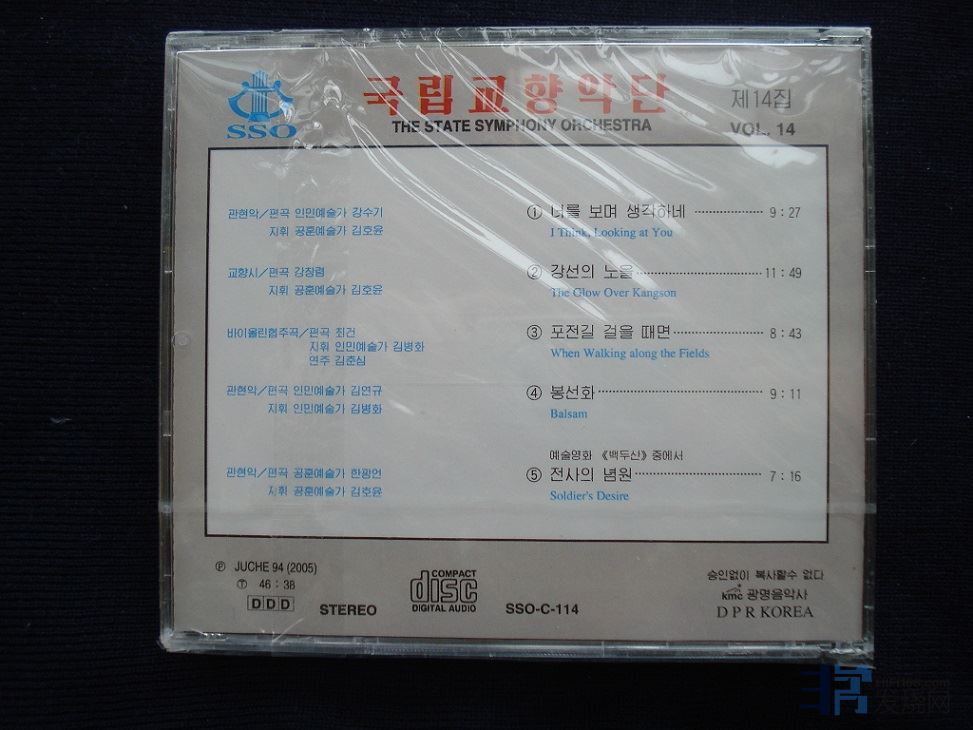 국립교향악단
제14집
SSO
THE STATE SYMPHONY ORCHESTRA
VOL. 14
관현악/편곡 인민예술가 강수기
지휘 공훈예술가 김호윤
① 너를 보며 생각하네 9 : 27
I Think, Looking at You
교향시/편곡 강창렴
지휘 공훈예술가 김호윤
② 강선의 노을 11 : 49
The Glow Over Kangson
바이올린협주곡/편곡 최건
지휘 인민예술가 김병화
연주 김준심
③ 포전길 걸을 때면 8 : 43
When Walking along the Fields
관현악/편곡 인민예술가 김연규
지휘 인민예술가 김병화
④ 봉선화 9 : 11
Balsam
관현악/편곡 공훈예술가 한광언
지휘 공훈예술가 김호윤
예술영화 《백두산》 중에서
⑤ 전사의 념원 7 : 16
Soldier's Desire
Ⓟ JUCHE 94 (2005)
Ⓣ 46 : 38
DDD
STEREO
COMPACT
disc
DIGITAL AUDIO
SSO-C-114
승인없이 복사할수 없다
kmc 광명음악사
D P R KOREA
HiFi168.com
发烧网